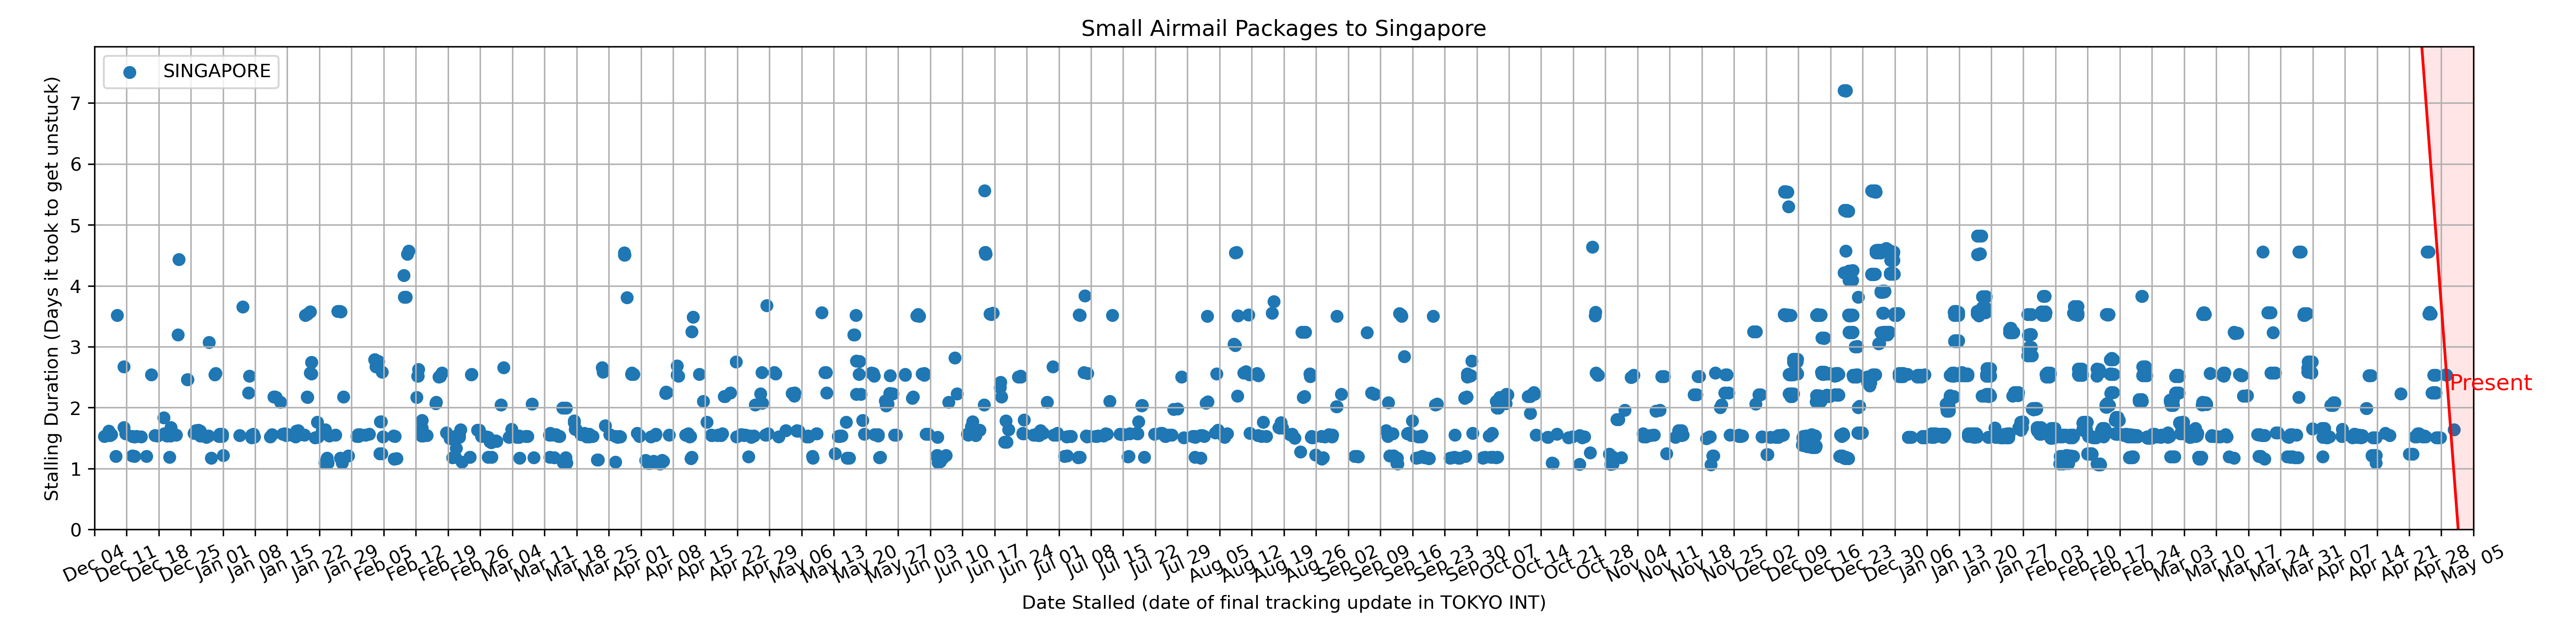 Small Airmail Packages to Singapore
SINGAPORE
Stalling Duration (Days it took to get unstuck)
7
6
5
4
3
2
1
0
Present
Dec 04
Dec 11
Dec 18
Dec 25
Jan 01
Jan 08
Jan 15
Jan 22
Jan 29
Feb 05
Feb 12
Feb 19
Feb 26
Mar 04
Mar 11
Mar 18
Mar 25
Apr 01
Apr 08
Apr 15
Apr 22
Apr 29
May 06
May 13
May 20
May 27
Jun 03
Jun 10
Jun 17
Jun 24
Jul 01
Jul 08
Jul 15
Jul 22
Jul 29
Aug 05
Aug 12
Aug 19
Aug 26
Sep 02
Sep 09
Sep 16
Sep 23
Sep 30
Oct 07
Oct 14
Oct 21
Oct 28
Nov 04
Nov 11
Nov 18
Nov 25
Dec 02
Dec 09
Dec 16
Dec 23
Dec 30
Jan 06
Jan 13
Jan 20
Jan 27
Feb 03
Feb 10
Feb 17
Feb 24
Mar 03
Mar 10
Mar 17
Mar 24
Mar 31
Apr 07
Apr 14
Apr 21
Apr 28
May 05
Date Stalled (date of final tracking update in TOKYO INT)